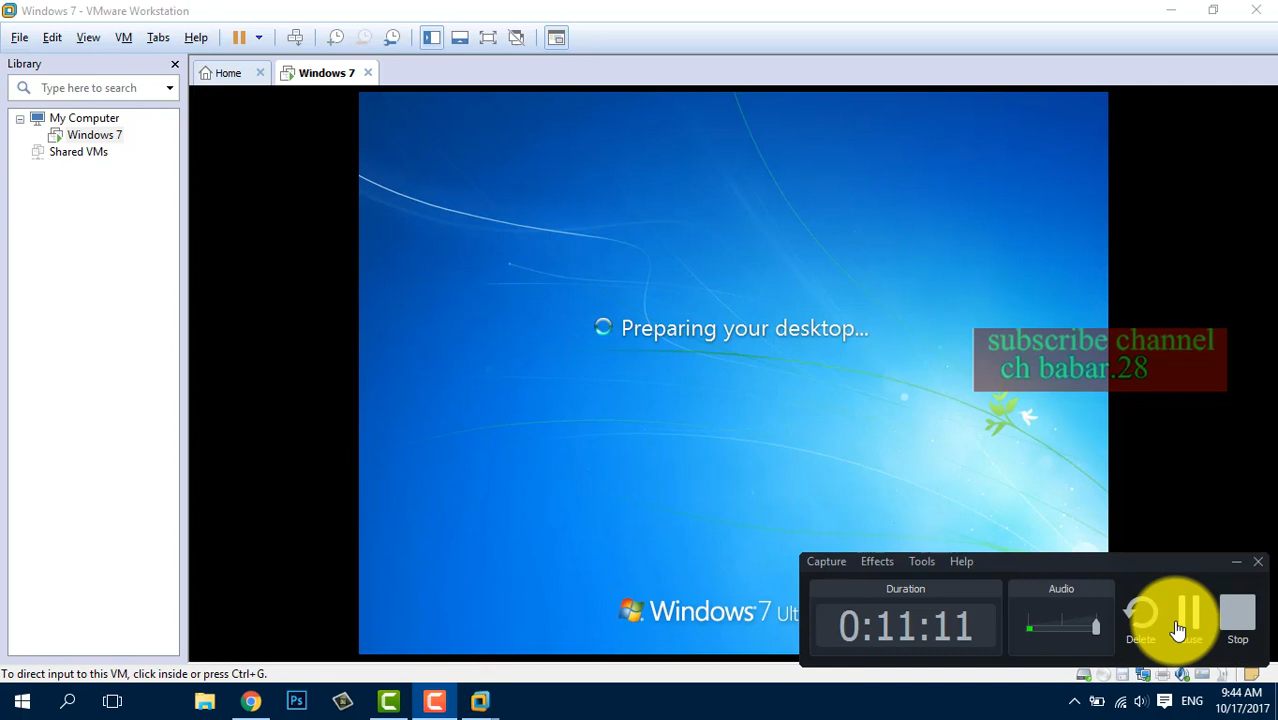 Windows 7 - VMware Workstation
File Edit View VM Tabs Help
Library
Type here to search
Home
Windows 7
My Computer
Windows 7
Shared VMs
Preparing your desktop...
subscribe channel
ch babar.28
Windows 7 Ult
Capture Effects Tools Help
Duration
Audio
0:11:11
Delete
Stop
To direct input to this VM, click inside or press Ctrl+G.
Ps
ENG
9:44 AM
10/17/2017